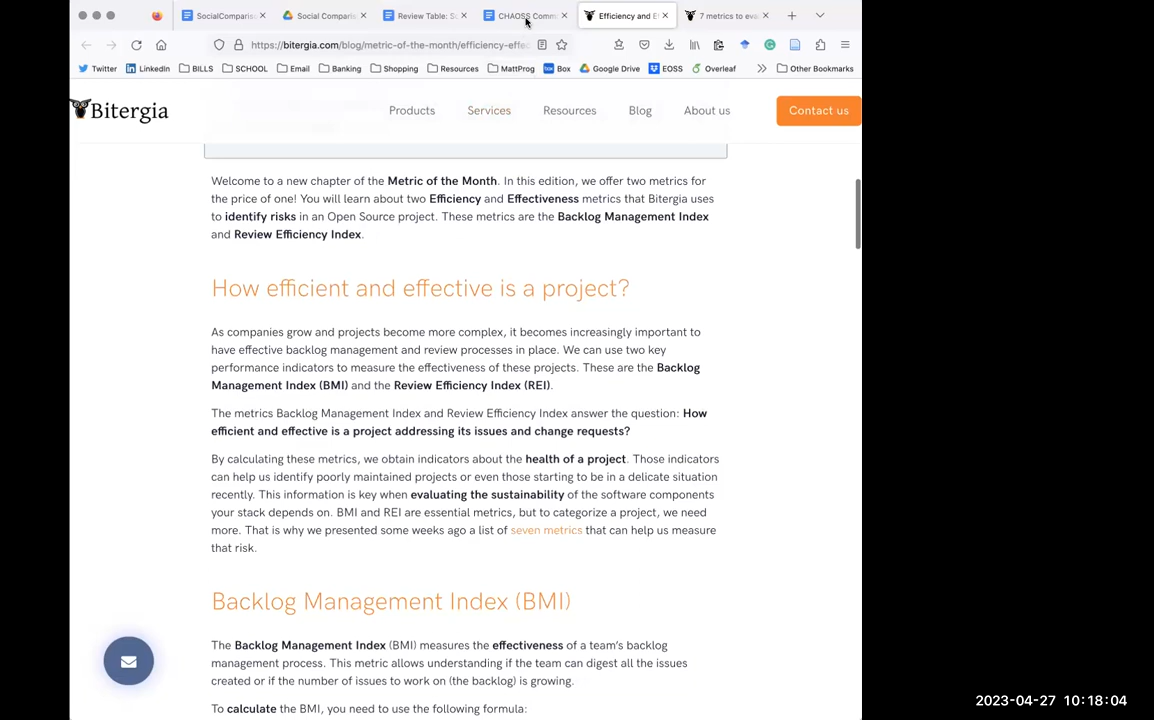 SocialComparis
Social Comparis
Review Table: S
CHAOSS Comm
Efficiency and E
7 metrics to eva
https://bitergia.com/blog/metric-of-the-month/efficiency-effec
Twitter
LinkedIn
BILLS
SCHOOL
Email
Banking
Shopping
Resources
MattProg
Box
Google Drive
EOSS
Overleaf
Other Bookmarks
Bitergia
Products
Services
Resources
Blog
About us
Contact us
Welcome to a new chapter of the Metric of the Month. In this edition, we offer two metrics for
the price of one! You will learn about two Efficiency and Effectiveness metrics that Bitergia uses
to identify risks in an Open Source project. These metrics are the Backlog Management Index
and Review Efficiency Index.
How efficient and effective is a project?
As companies grow and projects become more complex, it becomes increasingly important to
have effective backlog management and review processes in place. We can use two key
performance indicators to measure the effectiveness of these projects. These are the Backlog
Management Index (BMI) and the Review Efficiency Index (REI).
The metrics Backlog Management Index and Review Efficiency Index answer the question: How
efficient and effective is a project addressing its issues and change requests?
By calculating these metrics, we obtain indicators about the health of a project. Those indicators
can help us identify poorly maintained projects or even those starting to be in a delicate situation
recently. This information is key when evaluating the sustainability of the software components
your stack depends on. BMI and REI are essential metrics, but to categorize a project, we need
more. That is why we presented some weeks ago a list of seven metrics that can help us measure
that risk.
Backlog Management Index (BMI)
The Backlog Management Index (BMI) measures the effectiveness of a team's backlog
management process. This metric allows understanding if the team can digest all the issues
created or if the number of issues to work on (the backlog) is growing.
To calculate the BMI, you need to use the following formula:
2023-04-27 10:18:04